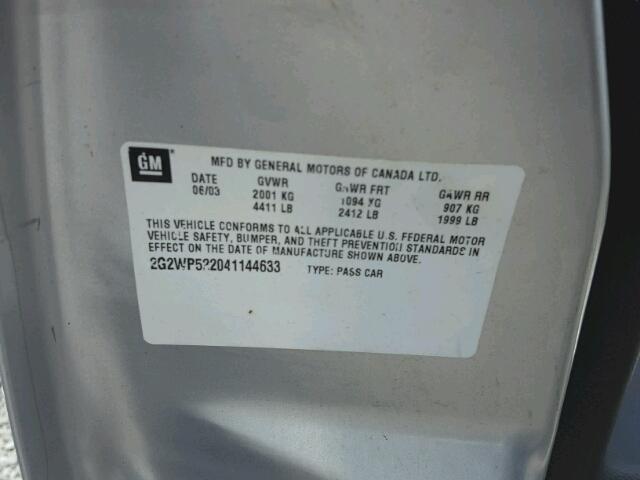 GM
MFD BY GENERAL MOTORS OF CANADA LTD.
DATE GVWR GAWR FRT GAWR RR
06/03 2001 KG 1094 KG 907 KG
4411 LB 2412 LB 1999 LB
THIS VEHICLE CONFORMS TO ALL APPLICABLE U.S. FEDERAL MOTOR
VEHICLE SAFETY, BUMPER, AND THEFT PREVENTION STANDARDS IN
EFFECT ON THE DATE OF MANUFACTURE SHOWN ABOVE.
2G2WP522041144633 TYPE: PASS CAR